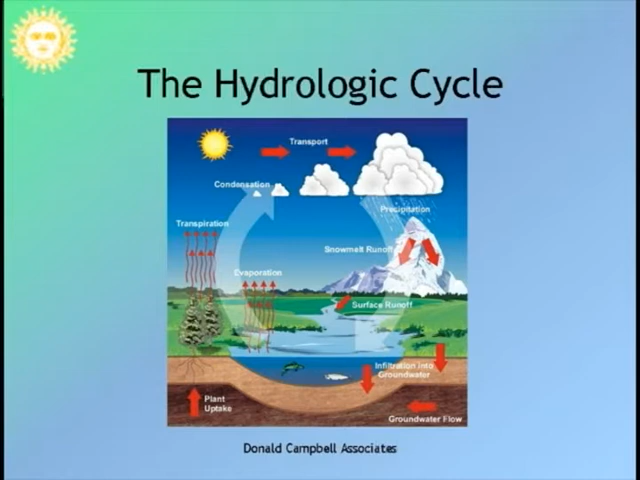 The Hydrologic Cycle
Transport
Condensation
Precipitation
Transpiration
Snowmelt Runoff
Evaporation
Surface Runoff
Infiltration into
Groundwater
Plant
Uptake
Groundwater Flow
Donald Campbell Associates